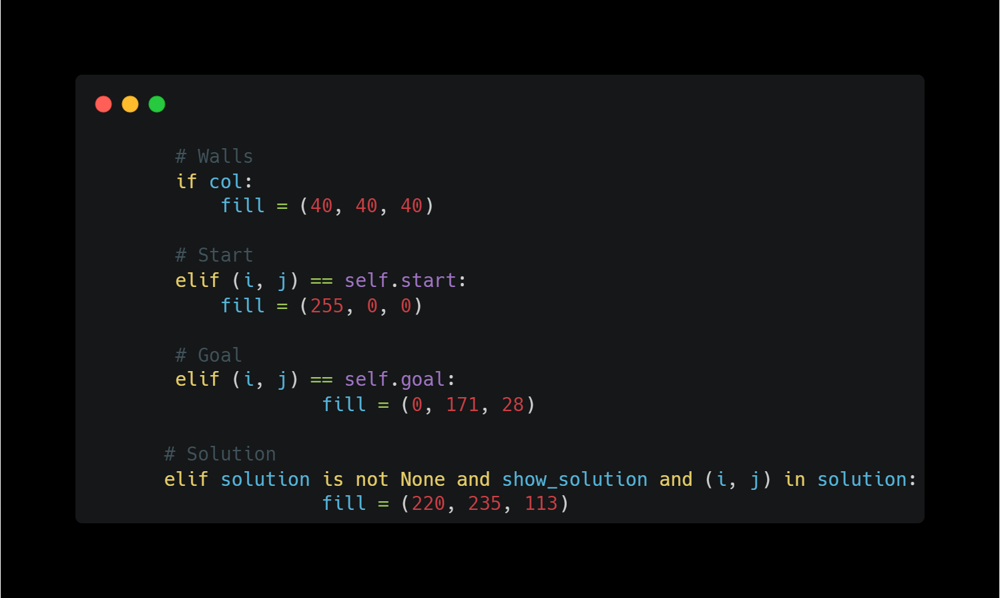 # Walls
if col:
    fill = (40, 40, 40)

# Start
elif (i, j) == self.start:
    fill = (255, 0, 0)

# Goal
elif (i, j) == self.goal:
             fill = (0, 171, 28)

# Solution
elif solution is not None and show_solution and (i, j) in solution:
              fill = (220, 235, 113)